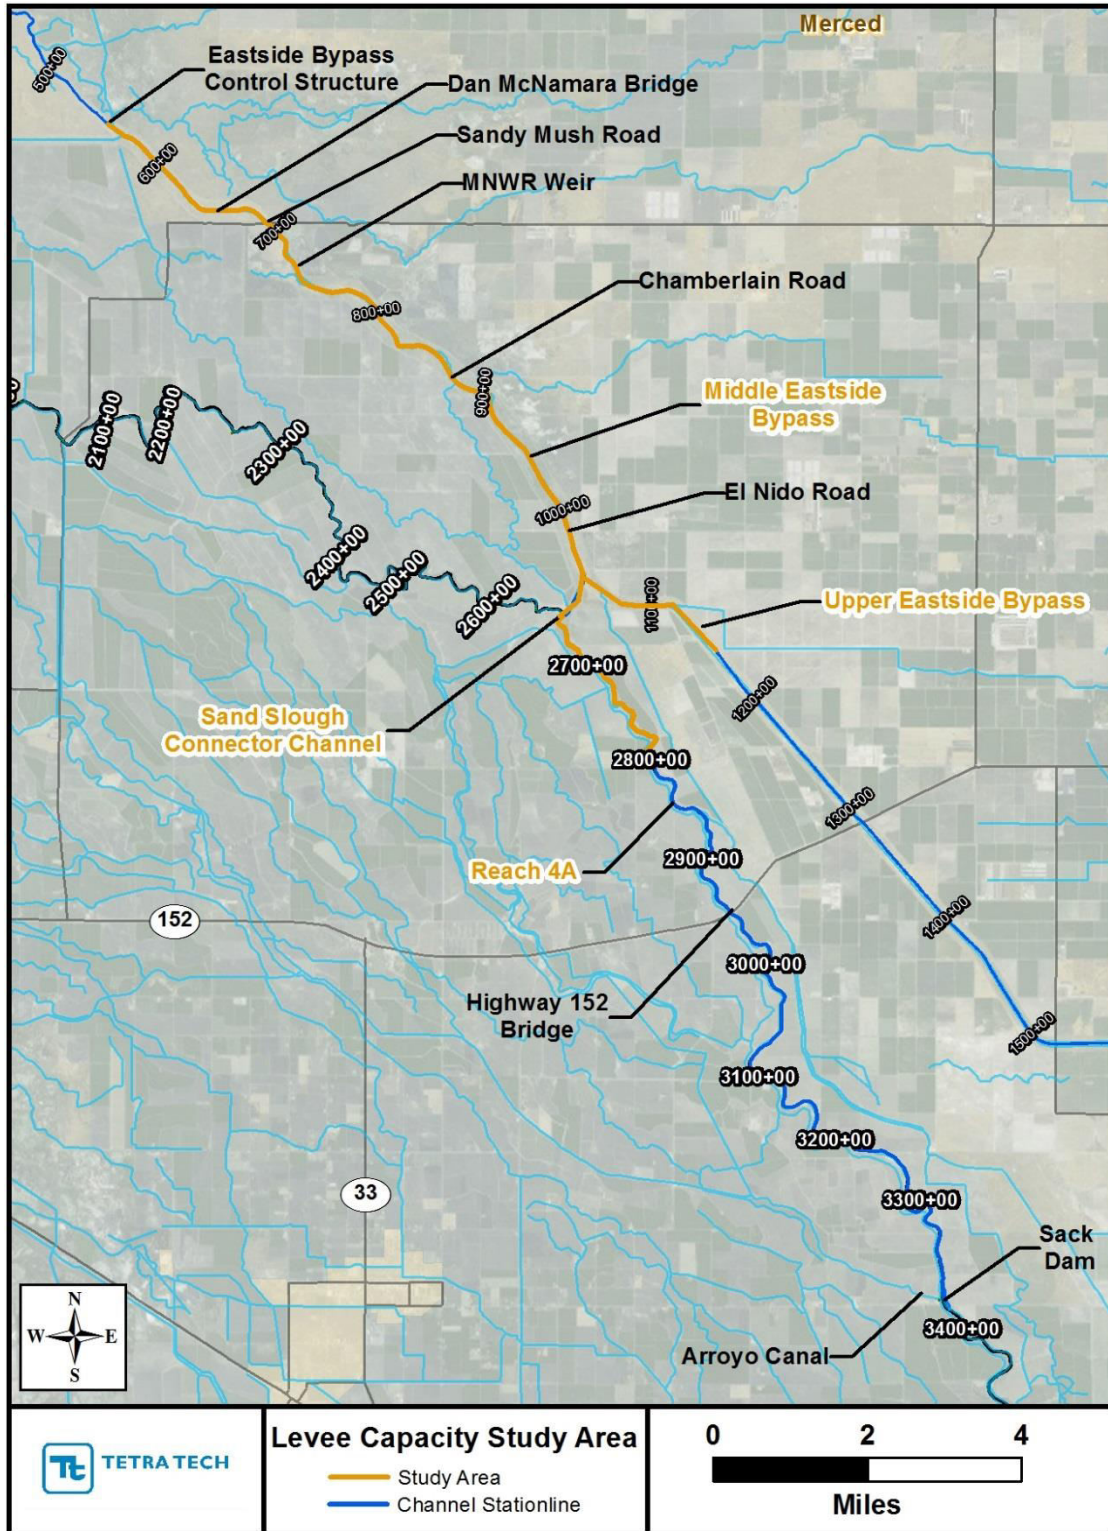 Merced
Eastside Bypass
Control Structure
500+00
Dan McNamara Bridge
Sandy Mush Road
600+00
MNWR Weir
700+00
Chamberlain Road
800+00
900+00
Middle Eastside
Bypass
2100+00
2200+00
2300+00
El Nido Road
1000+00
2400+00
2500+00
2600+00
1100+00
Upper Eastside Bypass
2700+00
1200+00
Sand Slough
Connector Channel
2800+00
1300+00
Reach 4A
2900+00
152
1400+00
3000+00
Highway 152
Bridge
1500+00
3100+00
3200+00
33
3300+00
Sack
Dam
3400+00
Arroyo Canal
N
W E
S
Tt TETRA TECH
Levee Capacity Study Area
Study Area
Channel Stationline
0 2 4
Miles